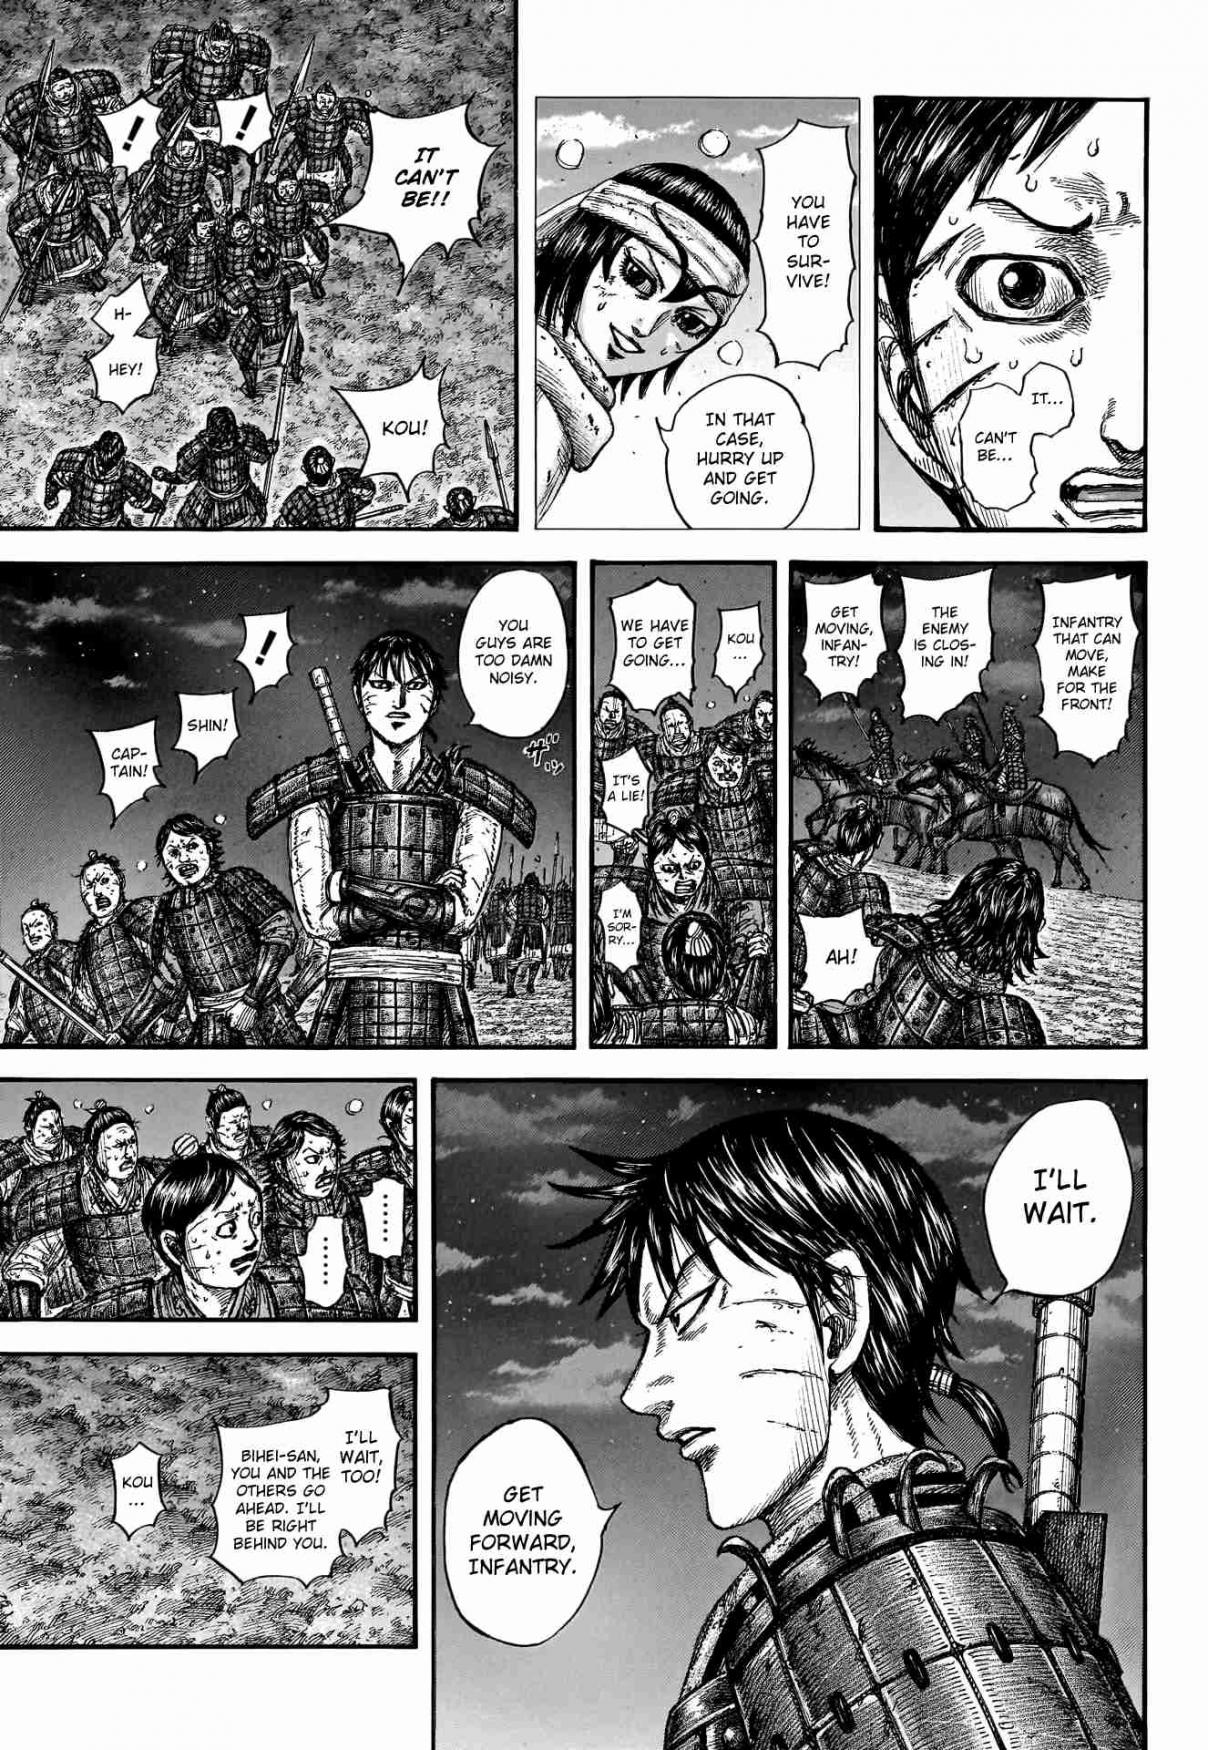 IT...
CAN'T
BE...
YOU
HAVE
TO
SUR-
VIVE!
IN THAT
CASE,
HURRY UP
AND GET
GOING.
IT
CAN'T
BE!!
!
!
H-
HEY!
KOU!
INFANTRY
THAT CAN
MOVE,
MAKE
FOR THE
FRONT!
THE
ENEMY
IS CLOS-
ING IN!
GET
MOVING,
INFAN-
TRY!
AH!
KOU
...
WE HAVE
TO GET
GOING...
IT'S
A LIE!
I'M
SOR-
RY...
YOU
GUYS ARE
TOO DAMN
NOISY.
ザッ
!
SHIN!
CAP-
TAIN!
I'LL
WAIT.
GET
MOVING
FORWARD,
INFANTRY.
......
......
I'LL
WAIT,
TOO!
BIHEI-SAN,
YOU AND THE
OTHERS GO
AHEAD. I'LL
BE RIGHT
BEHIND YOU.
KOU
...